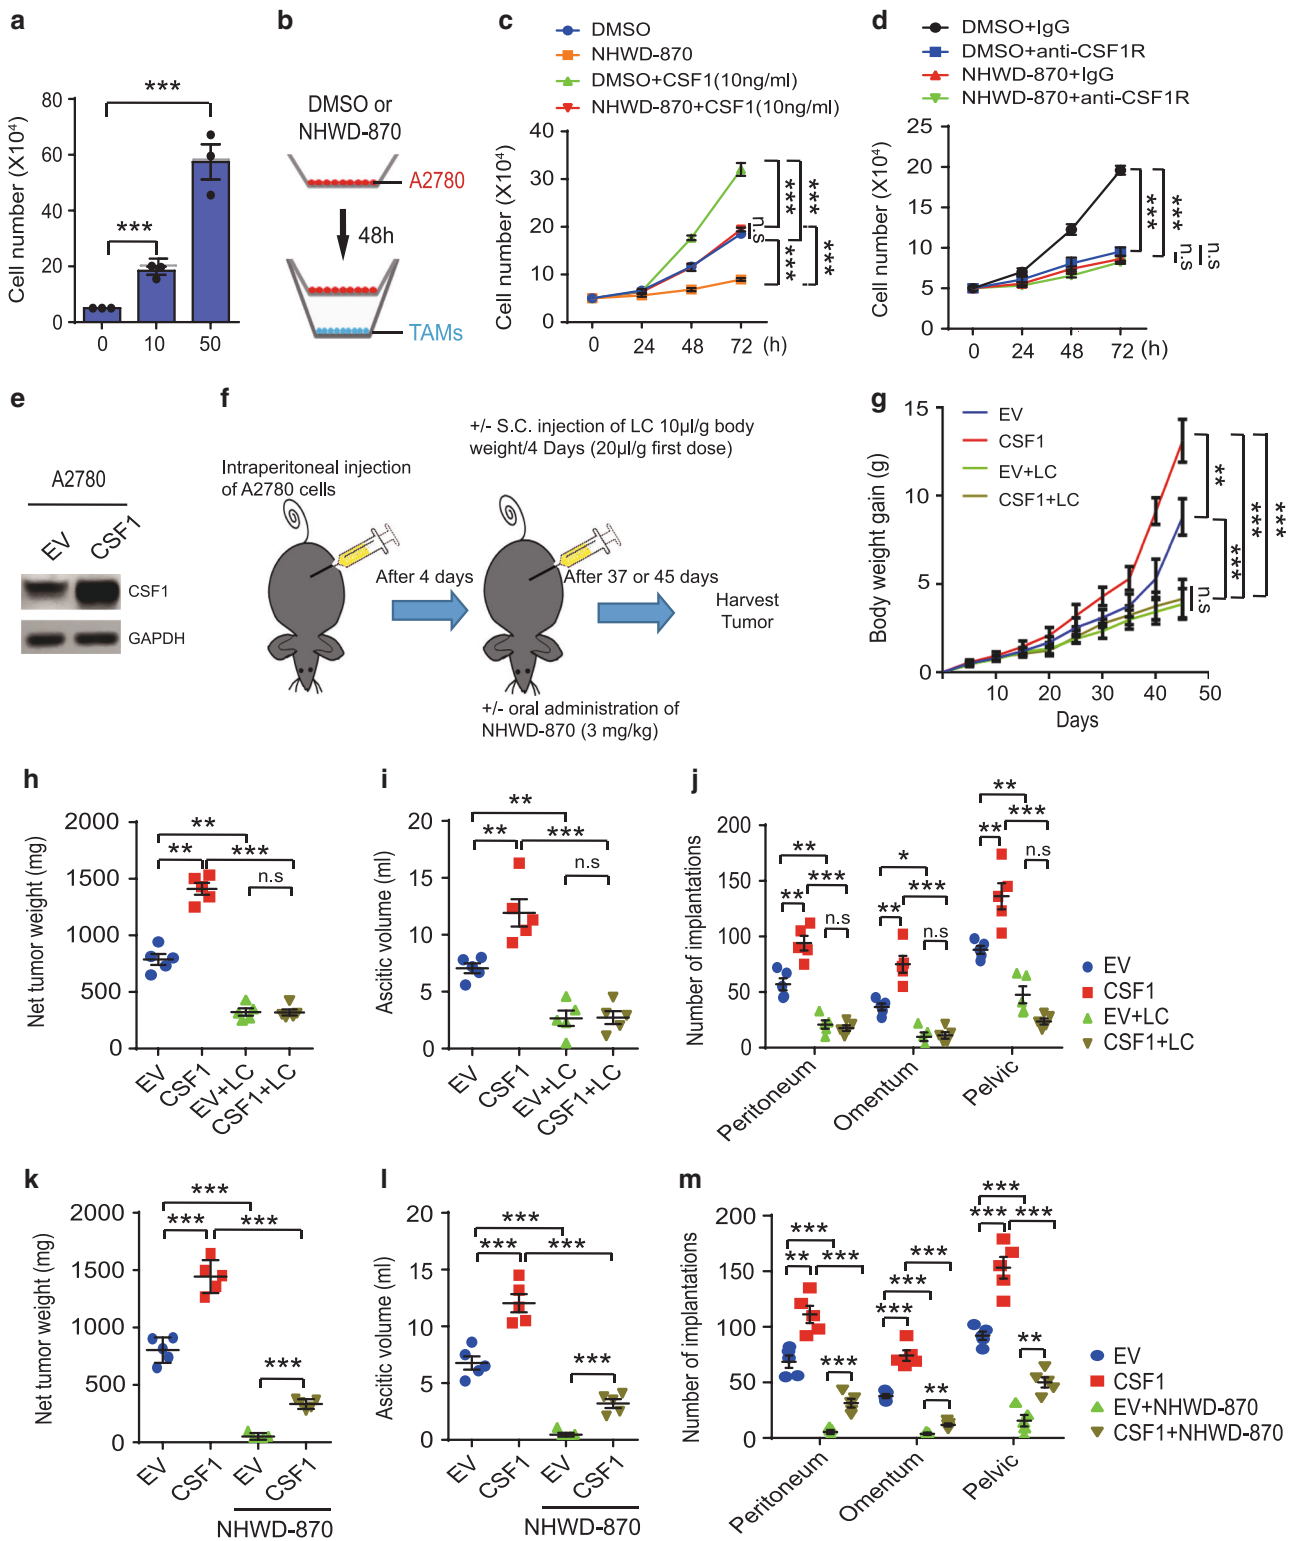 a
***
***
Cell number (X10⁴)
80
60
40
20
0
0
10
50
b
DMSO or
NHWD-870
A2780
48h
TAMs
c
DMSO
NHWD-870
DMSO+CSF1(10ng/ml)
NHWD-870+CSF1(10ng/ml)
Cell number (X10⁴)
40
30
20
10
0
0
24
48
72
(h)
***
***
n.s
***
***
d
DMSO+IgG
DMSO+anti-CSF1R
NHWD-870+IgG
NHWD-870+anti-CSF1R
Cell number (X10⁴)
25
20
15
10
5
0
0
24
48
72
(h)
***
***
n.s
n.s
e
A2780
EV
CSF1
CSF1
GAPDH
f
+/- S.C. injection of LC 10µl/g body
weight/4 Days (20µl/g first dose)
Intraperitoneal injection
of A2780 cells
After 4 days
After 37 or 45 days
Harvest
Tumor
+/- oral administration of
NHWD-870 (3 mg/kg)
g
EV
CSF1
EV+LC
CSF1+LC
Body weight gain (g)
15
10
5
0
10
20
30
40
50
Days
**
***
***
***
n.s
h
Net tumor weight (mg)
2000
1500
1000
500
0
**
**
***
n.s
EV
CSF1
EV+LC
CSF1+LC
i
Ascitic volume (ml)
20
15
10
5
0
**
**
***
n.s
EV
CSF1
EV+LC
CSF1+LC
j
Number of implantations
200
150
100
50
0
**
**
***
n.s
*
**
***
n.s
**
**
***
n.s
Peritoneum
Omentum
Pelvic
EV
CSF1
EV+LC
CSF1+LC
k
Net tumor weight (mg)
2000
1500
1000
500
0
***
***
***
***
EV
CSF1
EV
CSF1
NHWD-870
l
Ascitic volume (ml)
20
15
10
5
0
***
***
***
***
EV
CSF1
EV
CSF1
NHWD-870
m
Number of implantations
200
150
100
50
0
***
**
***
***
***
***
***
**
***
***
***
**
Peritoneum
Omentum
Pelvic
EV
CSF1
EV+NHWD-870
CSF1+NHWD-870